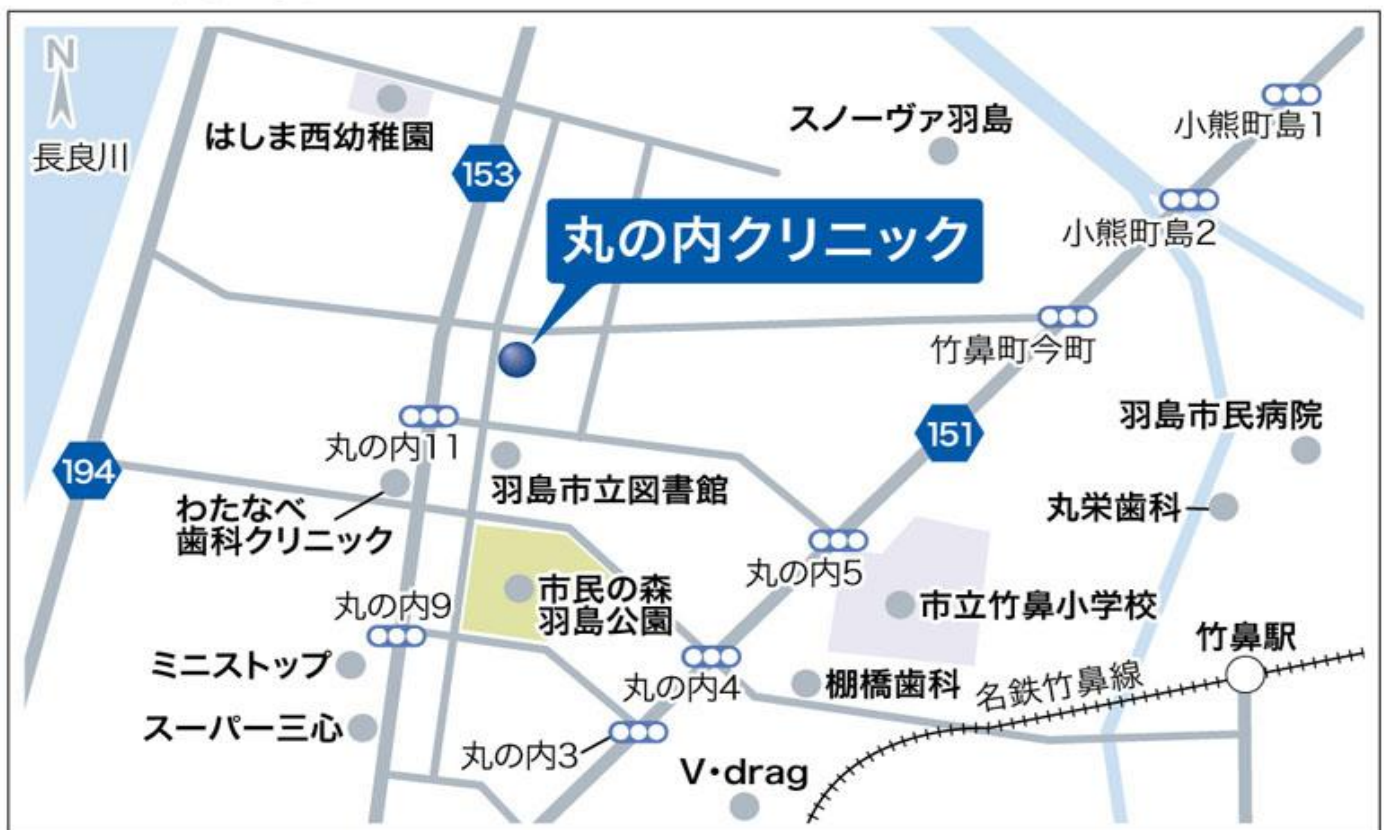 N
長良川
はしま西幼稚園
153
スノーヴァ羽島
小熊町島1
小熊町島2
丸の内クリニック
竹鼻町今町
151
羽島市民病院
194
丸の内11
わたなべ
歯科クリニック
羽島市立図書館
丸栄歯科
丸の内5
市民の森
羽島公園
市立竹鼻小学校
丸の内9
竹鼻駅
ミニストップ
丸の内4
棚橋歯科
名鉄竹鼻線
スーパー三心
丸の内3
V・drag